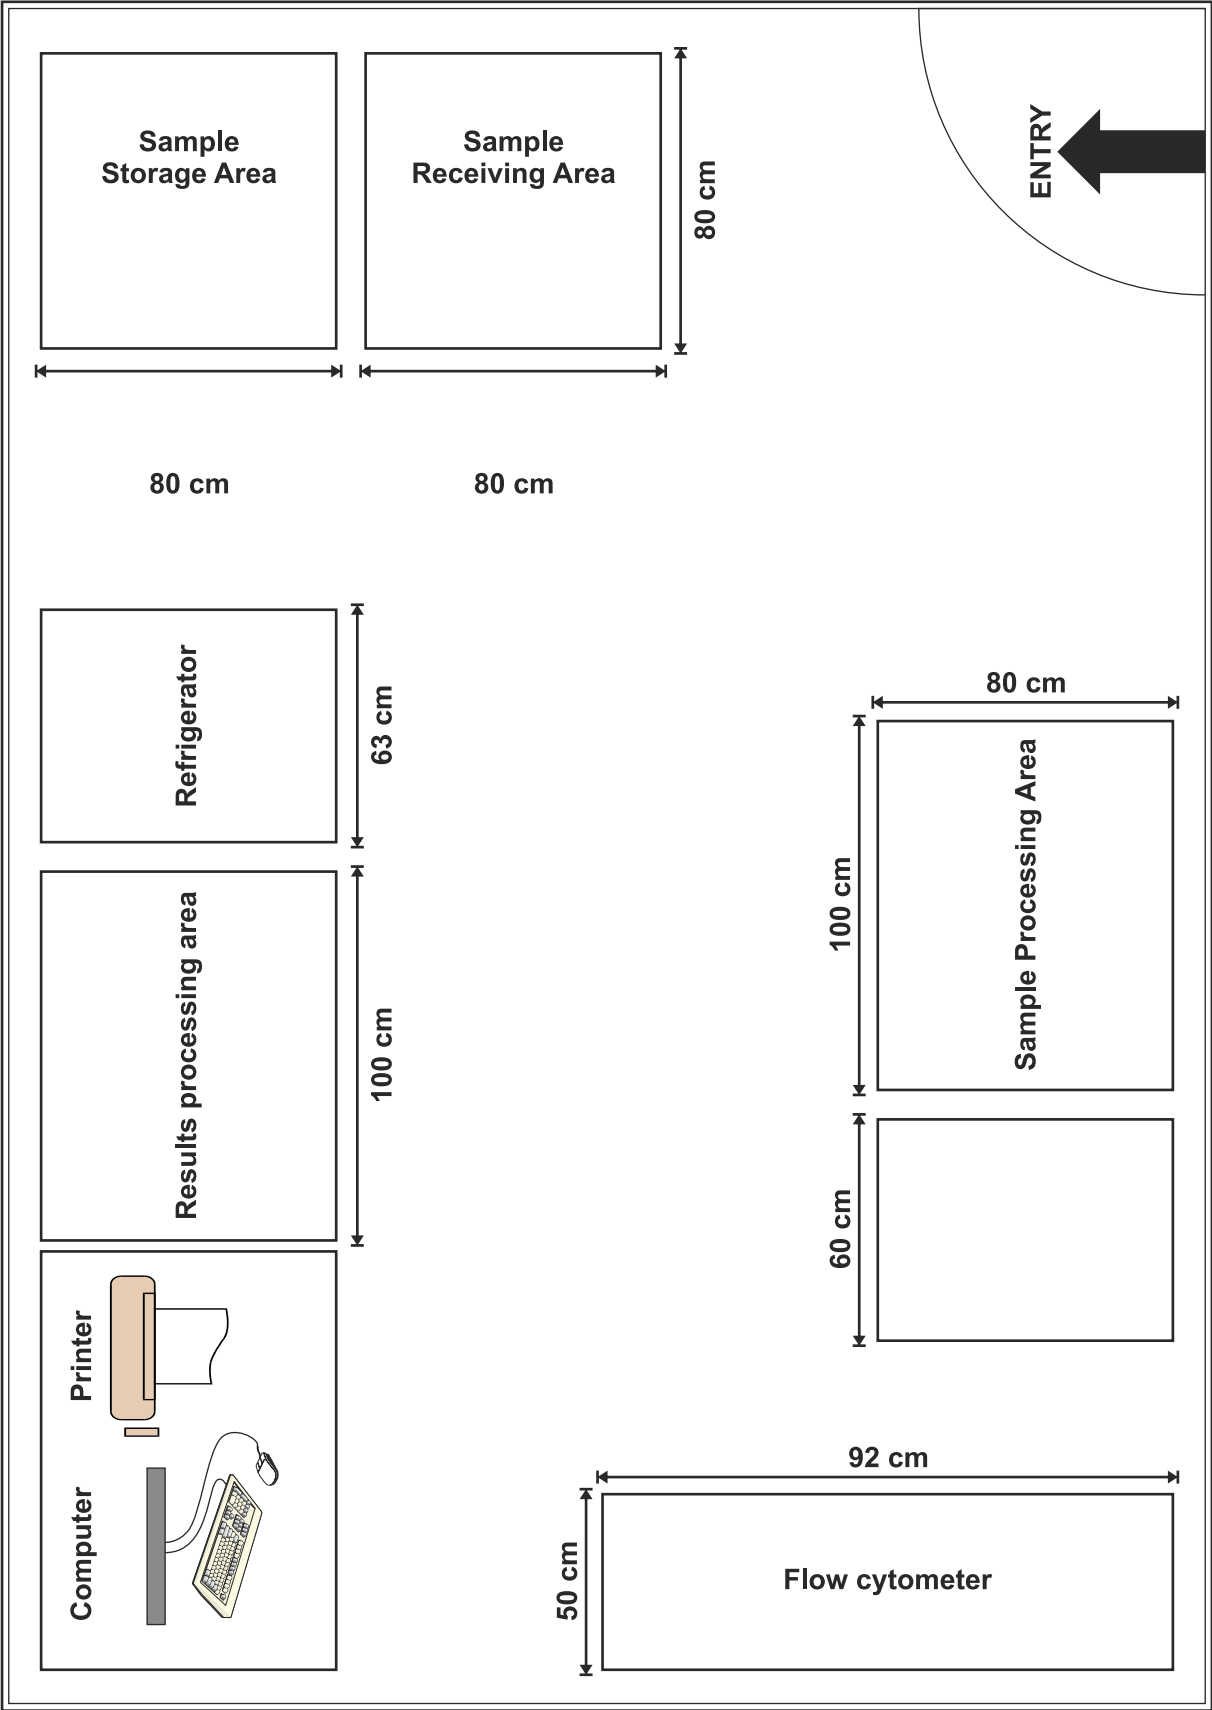 Sample
Storage Area
Sample
Receiving Area
80 cm
ENTRY
80 cm
80 cm
Refrigerator
63 cm
80 cm
100 cm
Sample Processing Area
Results processing area
100 cm
60 cm
Printer
Computer
92 cm
50 cm
Flow cytometer